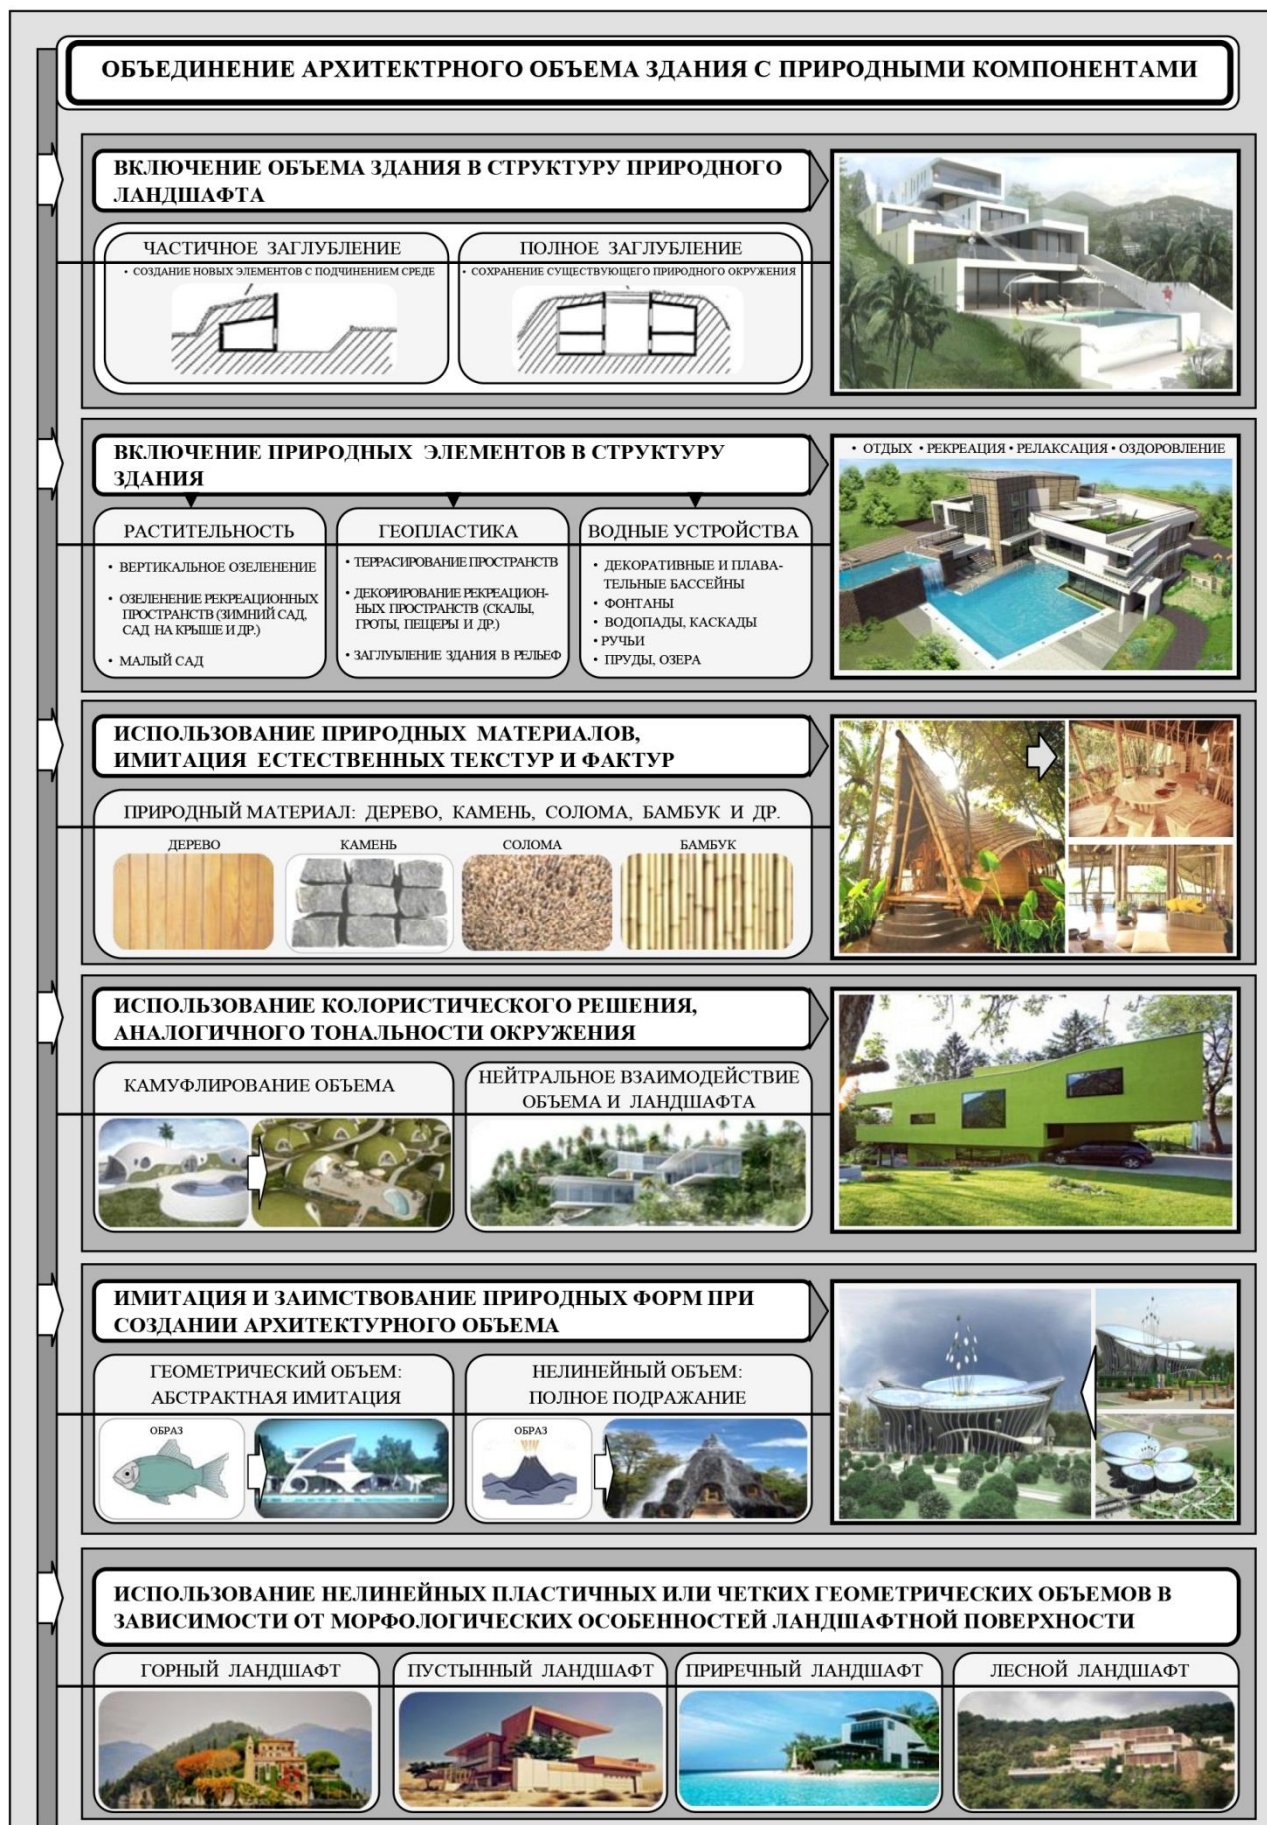 ОБЪЕДИНЕНИЕ АРХИТЕКТРНОГО ОБЪЕМА ЗДАНИЯ С ПРИРОДНЫМИ КОМПОНЕНТАМИ
ВКЛЮЧЕНИЕ ОБЪЕМА ЗДАНИЯ В СТРУКТУРУ ПРИРОДНОГО
ЛАНДШАФТА
ЧАСТИЧНОЕ ЗАГЛУБЛЕНИЕ
• СОЗДАНИЕ НОВЫХ ЭЛЕМЕНТОВ С ПОДЧИНЕНИЕМ СРЕДЕ
ПОЛНОЕ ЗАГЛУБЛЕНИЕ
• СОХРАНЕНИЕ СУЩЕСТВУЮЩЕГО ПРИРОДНОГО ОКРУЖЕНИЯ
ВКЛЮЧЕНИЕ ПРИРОДНЫХ ЭЛЕМЕНТОВ В СТРУКТУРУ
ЗДАНИЯ
• ОТДЫХ • РЕКРЕАЦИЯ • РЕЛАКСАЦИЯ • ОЗДОРОВЛЕНИЕ
РАСТИТЕЛЬНОСТЬ
• ВЕРТИКАЛЬНОЕ ОЗЕЛЕНЕНИЕ
• ОЗЕЛЕНЕНИЕ РЕКРЕАЦИОННЫХ
ПРОСТРАНСТВ (ЗИМНИЙ САД,
САД НА КРЫШЕ И ДР.)
• МАЛЫЙ САД
ГЕОПЛАСТИКА
• ТЕРРАСИРОВАНИЕ ПРОСТРАНСТВ
• ДЕКОРИРОВАНИЕ РЕКРЕАЦИОН-
НЫХ ПРОСТРАНСТВ (СКАЛЫ,
ГРОТЫ, ПЕЩЕРЫ И ДР.)
• ЗАГЛУБЛЕНИЕ ЗДАНИЯ В РЕЛЬЕФ
ВОДНЫЕ УСТРОЙСТВА
• ДЕКОРАТИВНЫЕ И ПЛАВА-
ТЕЛЬНЫЕ БАССЕЙНЫ
• ФОНТАНЫ
• ВОДОПАДЫ, КАСКАДЫ
• РУЧЬИ
• ПРУДЫ, ОЗЕРА
ИСПОЛЬЗОВАНИЕ ПРИРОДНЫХ МАТЕРИАЛОВ,
ИМИТАЦИЯ ЕСТЕСТВЕННЫХ ТЕКСТУР И ФАКТУР
ПРИРОДНЫЙ МАТЕРИАЛ: ДЕРЕВО, КАМЕНЬ, СОЛОМА, БАМБУК И ДР.
ДЕРЕВО
КАМЕНЬ
СОЛОМА
БАМБУК
ИСПОЛЬЗОВАНИЕ КОЛОРИСТИЧЕСКОГО РЕШЕНИЯ,
АНАЛОГИЧНОГО ТОНАЛЬНОСТИ ОКРУЖЕНИЯ
КАМУФЛИРОВАНИЕ ОБЪЕМА
НЕЙТРАЛЬНОЕ ВЗАИМОДЕЙСТВИЕ
ОБЪЕМА И ЛАНДШАФТА
ИМИТАЦИЯ И ЗАИМСТВОВАНИЕ ПРИРОДНЫХ ФОРМ ПРИ
СОЗДАНИИ АРХИТЕКТУРНОГО ОБЪЕМА
ГЕОМЕТРИЧЕСКИЙ ОБЪЕМ:
АБСТРАКТНАЯ ИМИТАЦИЯ
ОБРАЗ
НЕЛИНЕЙНЫЙ ОБЪЕМ:
ПОЛНОЕ ПОДРАЖАНИЕ
ОБРАЗ
ИСПОЛЬЗОВАНИЕ НЕЛИНЕЙНЫХ ПЛАСТИЧНЫХ ИЛИ ЧЕТКИХ ГЕОМЕТРИЧЕСКИХ ОБЪЕМОВ В
ЗАВИСИМОСТИ ОТ МОРФОЛОГИЧЕСКИХ ОСОБЕННОСТЕЙ ЛАНДШАФТНОЙ ПОВЕРХНОСТИ
ГОРНЫЙ ЛАНДШАФТ
ПУСТЫННЫЙ ЛАНДШАФТ
ПРИРЕЧНЫЙ ЛАНДШАФТ
ЛЕСНОЙ ЛАНДШАФТ